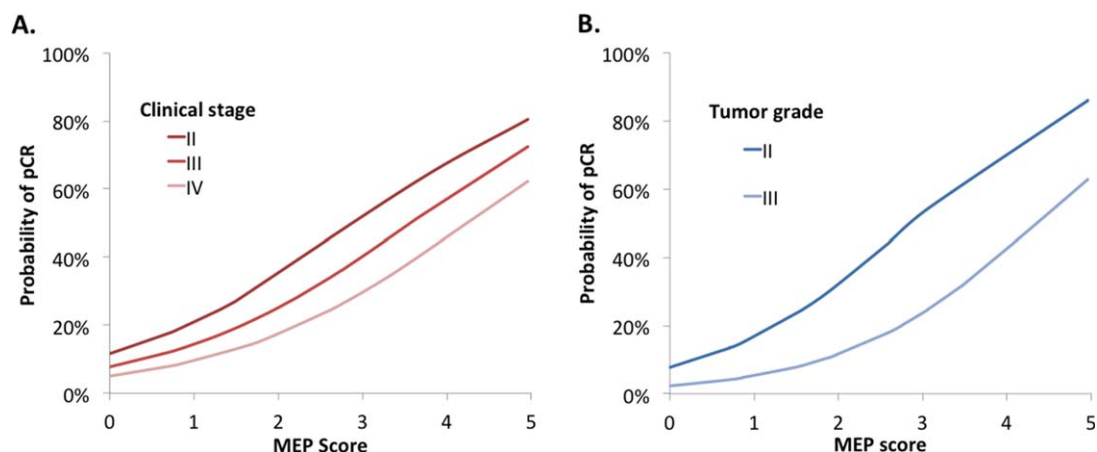 A.
100%
80%
60%
40%
20%
0%
Probability of pCR
Clinical stage
II
III
IV
0 1 2 3 4 5
MEP Score
B.
100%
80%
60%
40%
20%
0%
Probability of pCR
Tumor grade
II
III
0 1 2 3 4 5
MEP score